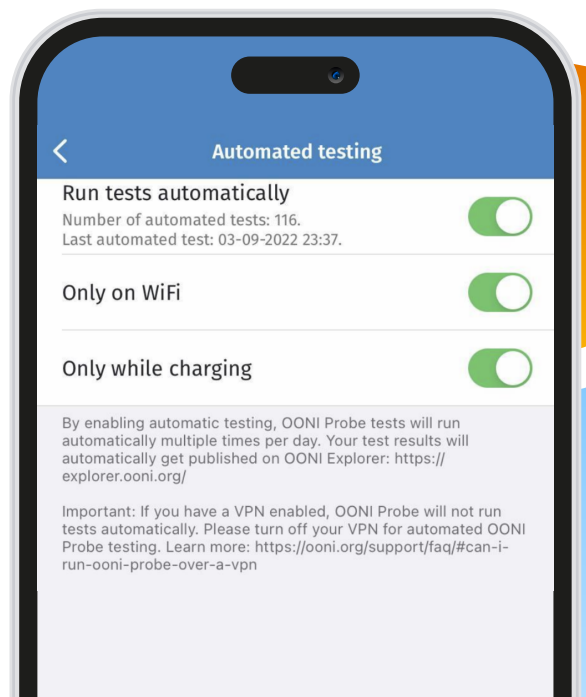 Automated testing
Run tests automatically
Number of automated tests: 116.
Last automated test: 03-09-2022 23:37.
Only on WiFi
Only while charging
By enabling automatic testing, OONI Probe tests will run
automatically multiple times per day. Your test results will
automatically get published on OONI Explorer: https://
explorer.ooni.org/
Important: If you have a VPN enabled, OONI Probe will not run
tests automatically. Please turn off your VPN for automated OONI
Probe testing. Learn more: https://ooni.org/support/faq/#can-i-
run-ooni-probe-over-a-vpn